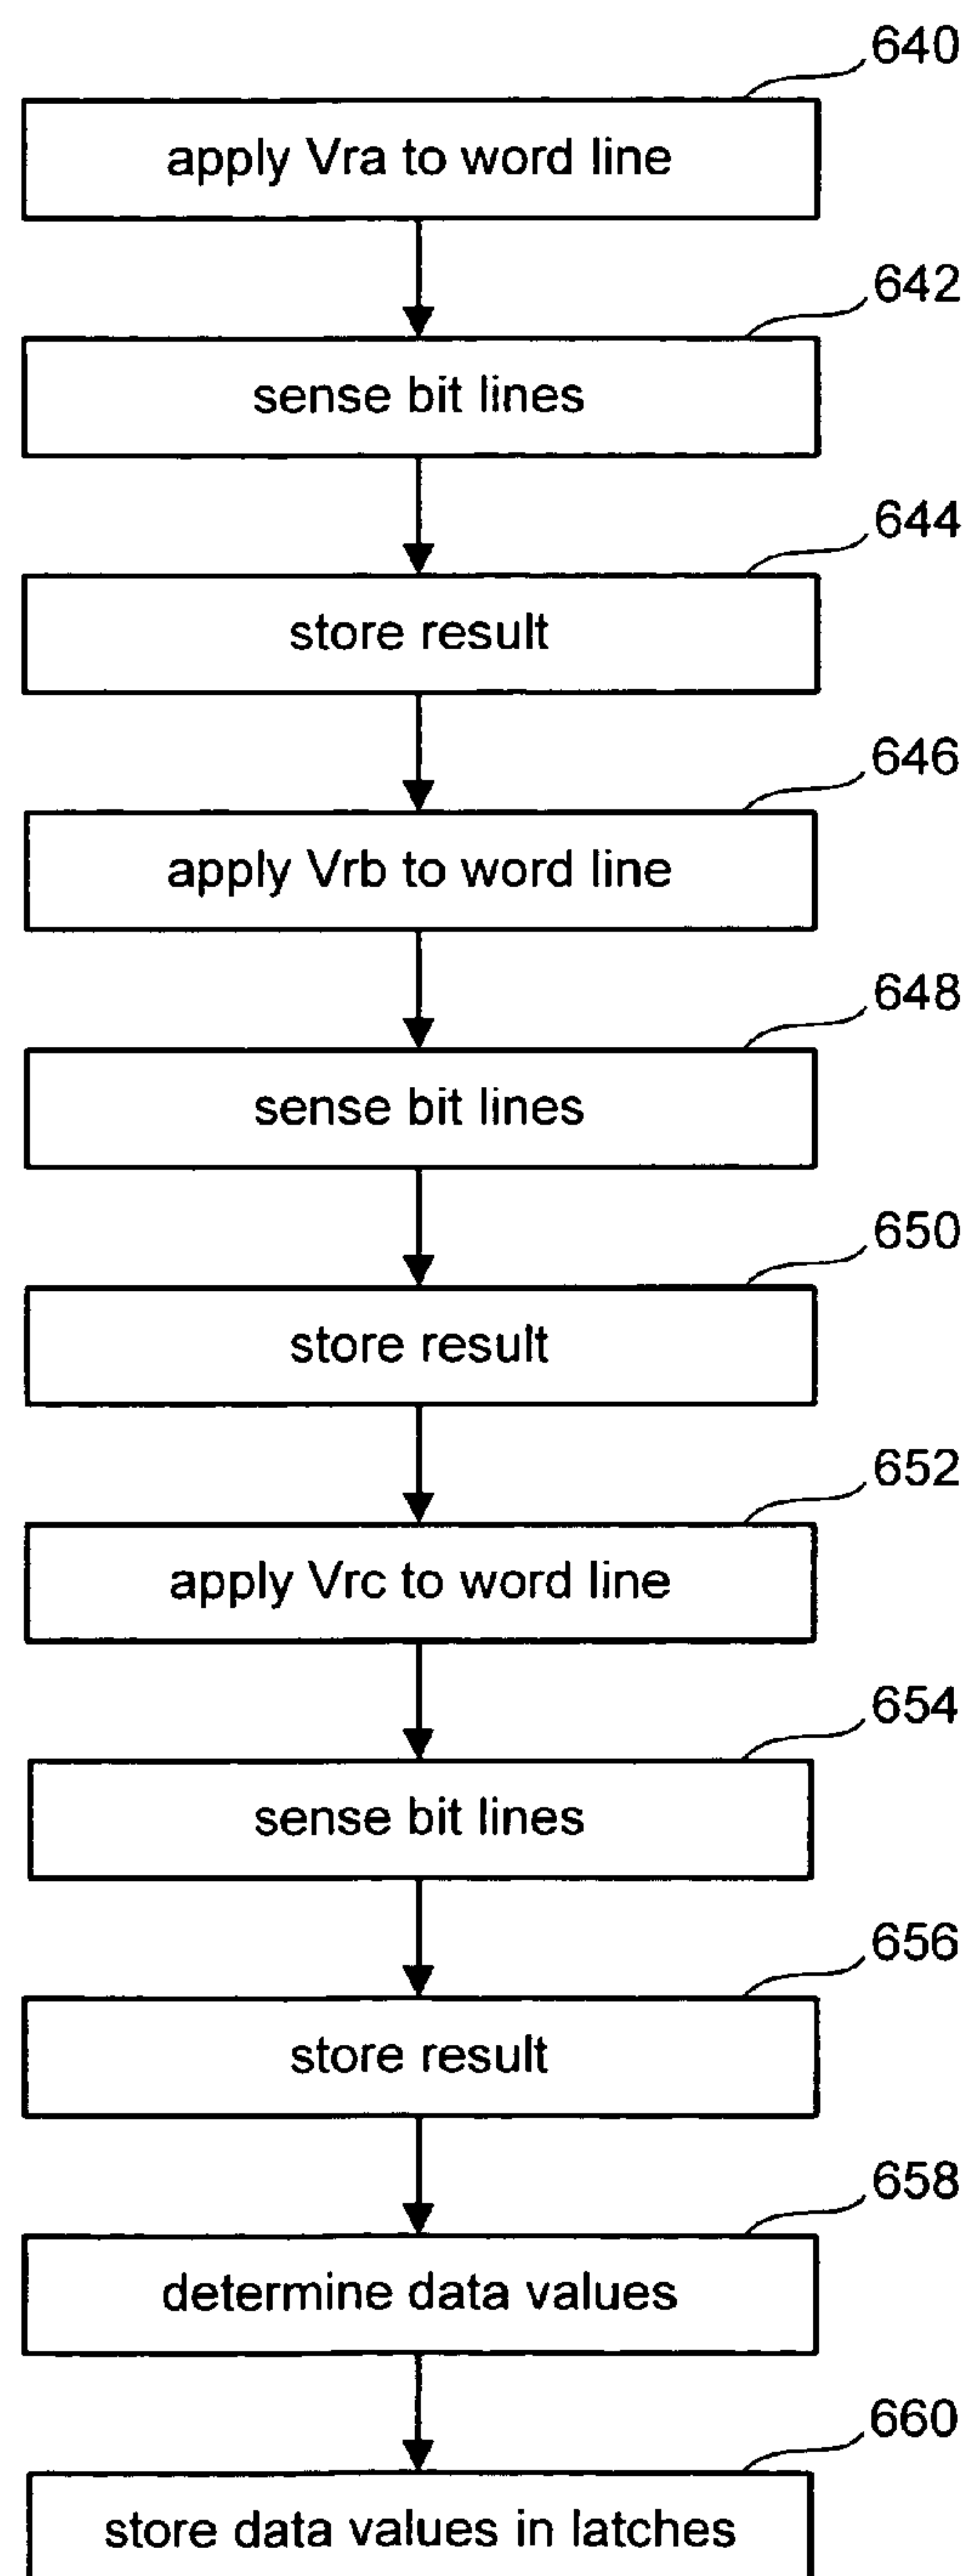 640
apply Vra to word line
642
sense bit lines
644
store result
646
apply Vrb to word line
648
sense bit lines
650
store result
652
apply Vrc to word line
654
sense bit lines
656
store result
658
determine data values
660
store data values in latches